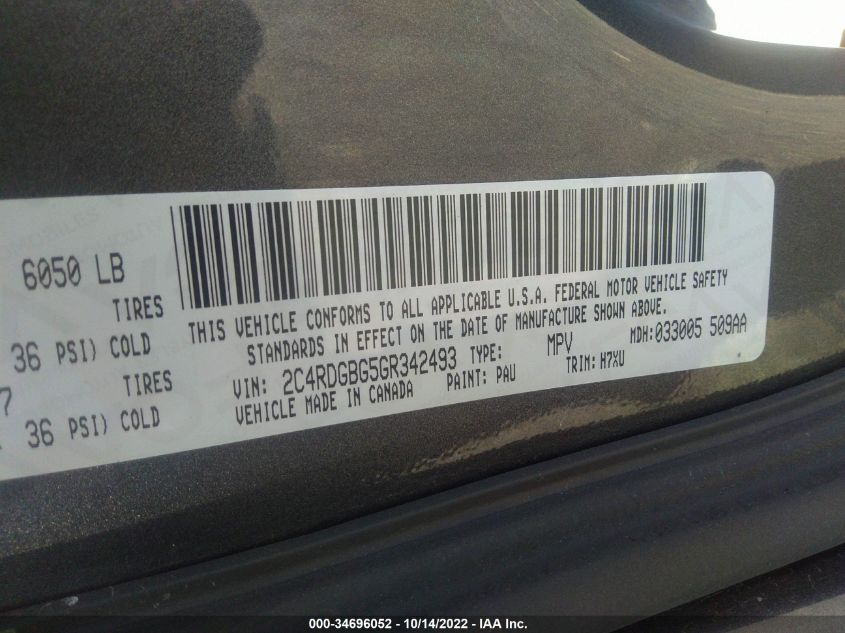 6050 LB
TIRES
36 PSI) COLD
7 TIRES
36 PSI) COLD
THIS VEHICLE CONFORMS TO ALL APPLICABLE U.S.A. FEDERAL MOTOR VEHICLE SAFETY
STANDARDS IN EFFECT ON THE DATE OF MANUFACTURE SHOWN ABOVE.
VIN: 2C4RDGBG5GR342493 TYPE: MPV MDH:033005 509AA
VEHICLE MADE IN CANADA PAINT: PAU TRIM: H7XU
000-34696052 - 10/14/2022 - IAA Inc.